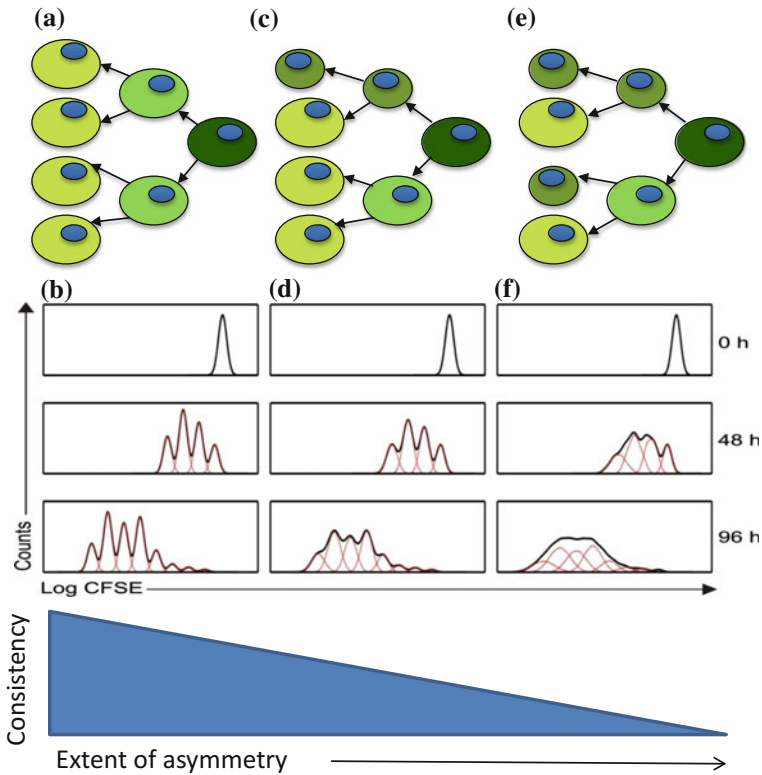 (a) (c) (e)
(b) (d) (f)
0 h
48 h
96 h
Counts
Log CFSE
Consistency
Extent of asymmetry